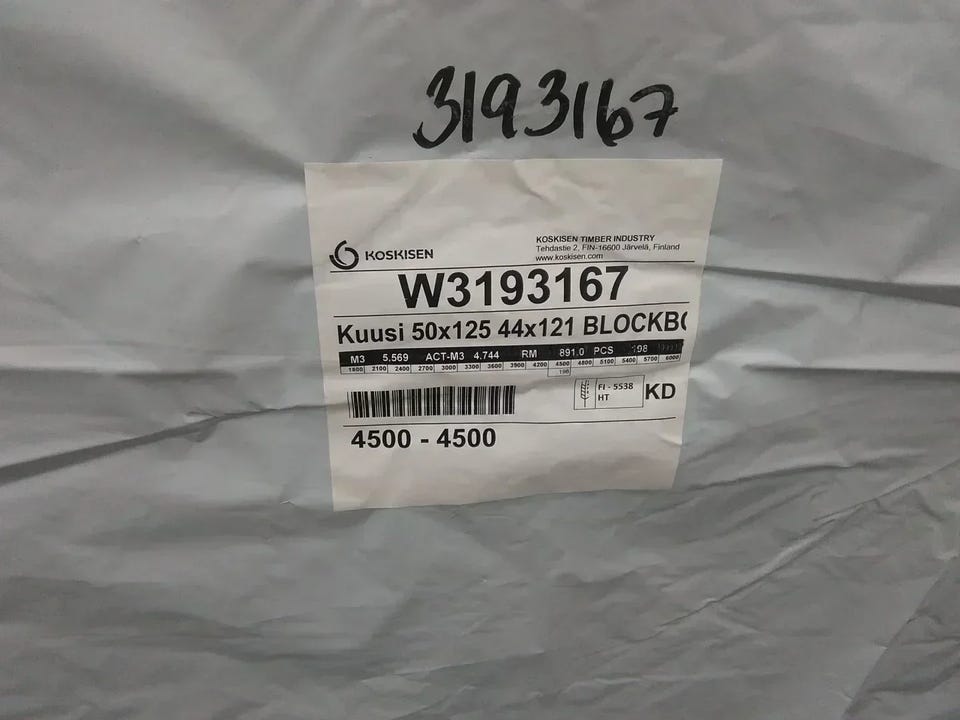 3193167
KOSKISEN
KOSKISEN TIMBER INDUSTRY
Tehdastie 2, FIN-16600 Järvelä, Finland
www.koskisen.com
W3193167
Kuusi 50x125 44x121 BLOCKBO
M3 5.569 ACT-M3 4.744 RM 891.0 PCS 198
1800 2100 2400 2700 3000 3300 3600 3900 4200 4500 4800 5100 5400 5700 6000
198
FI - 5538
HT
KD
4500 - 4500